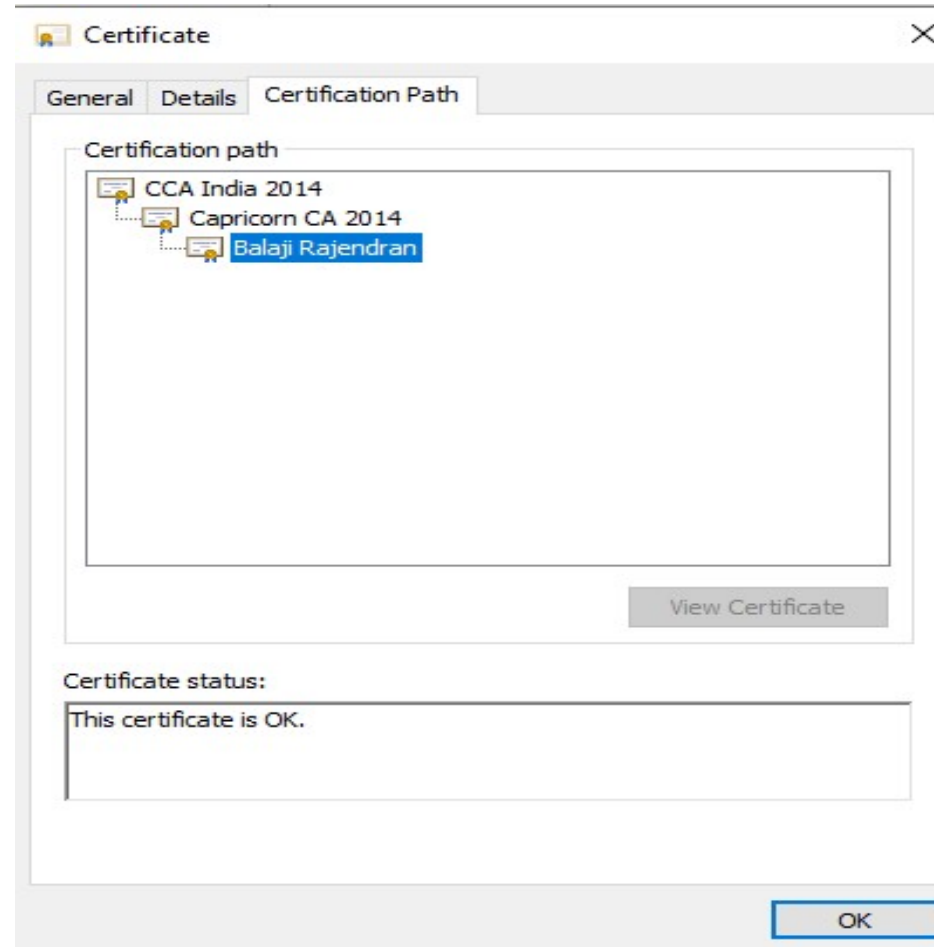 Certificate
General Details Certification Path
Certification path
CCA India 2014
Capricorn CA 2014
Balaji Rajendran
View Certificate
Certificate status:
This certificate is OK.
OK